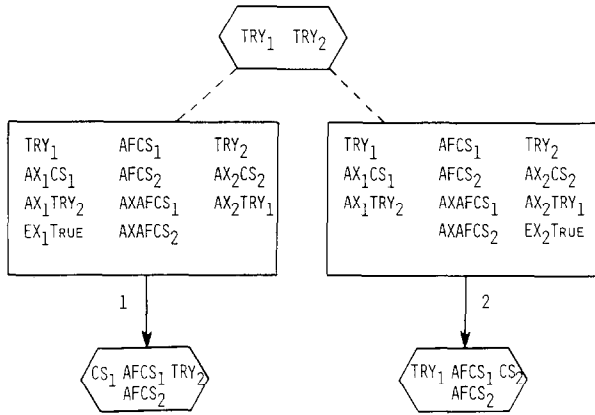 TRY₁ TRY₂
TRY₁ AFCS₁ TRY₂
AX₁CS₁ AFCS₂ AX₂CS₂
AX₁TRY₂ AXAFCS₁ AX₂TRY₁
EX₁TRUE AXAFCS₂
TRY₁ AFCS₁ TRY₂
AX₁CS₁ AFCS₂ AX₂CS₂
AX₁TRY₂ AXAFCS₁ AX₂TRY₁
AXAFCS₂ EX₂TRUE
1
2
CS₁ AFCS₁ TRY₂
AFCS₂
TRY₁ AFCS₁ CS₂
AFCS₂